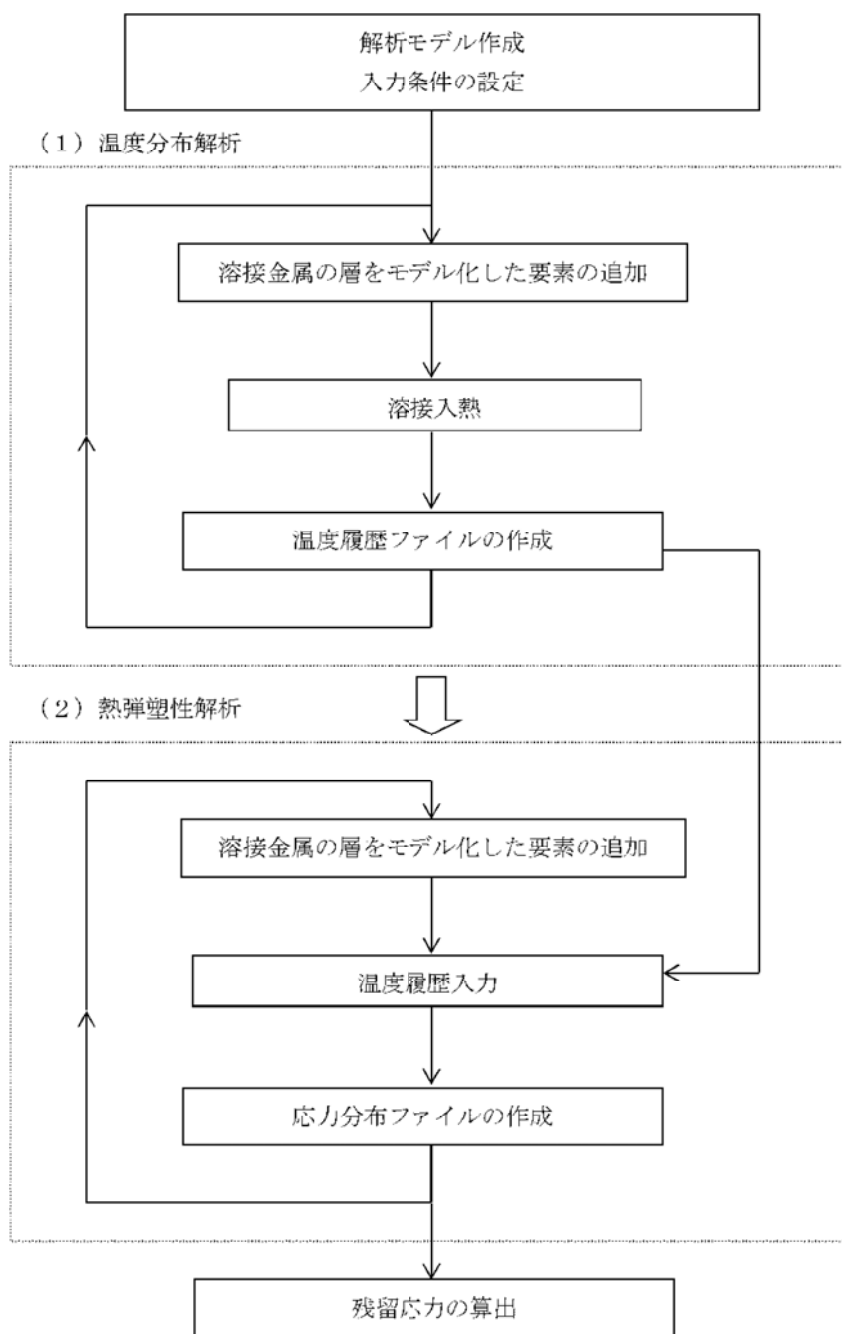 解析モデル作成
入力条件の設定
（1）温度分布解析
溶接金属の層をモデル化した要素の追加
溶接入熱
温度履歴ファイルの作成
（2）熱弾塑性解析
溶接金属の層をモデル化した要素の追加
温度履歴入力
応力分布ファイルの作成
残留応力の算出